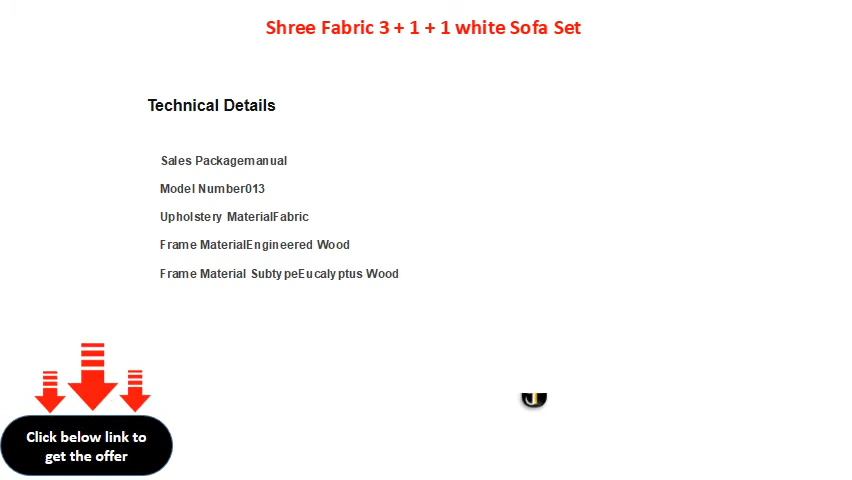 Shree Fabric 3 + 1 + 1 white Sofa Set
Technical Details
Sales Packagemanual
Model Number013
Upholstery MaterialFabric
Frame MaterialEngineered Wood
Frame Material SubtypeEucalyptus Wood
Click below link to
get the offer